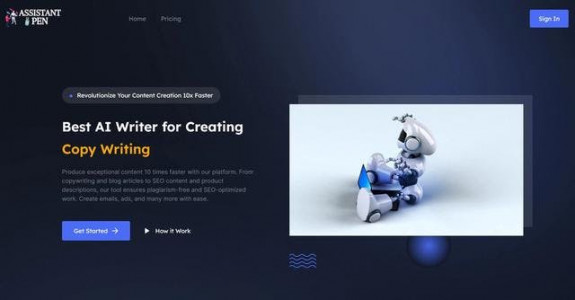 ASSISTANT
PEN
Home
Pricing
Sign In
Revolutionize Your Content Creation 10x Faster
Best AI Writer for Creating
Copy Writing
Produce exceptional content 10 times faster with our platform. From
copywriting and blog articles to SEO content and product
descriptions, our tool ensures plagiarism-free and SEO-optimized
work. Create emails, ads, and many more with ease.
Get Started
How it Work